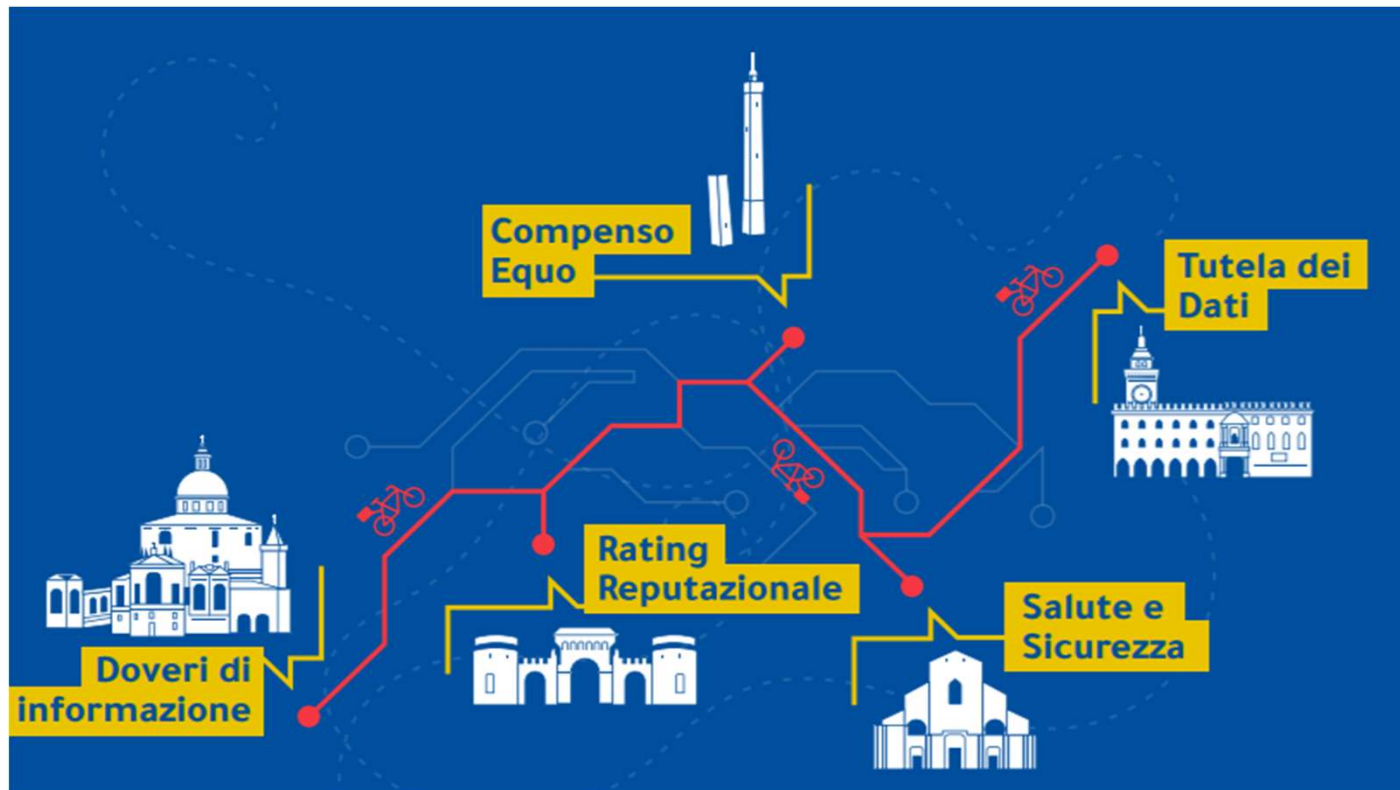 Compenso
Equo
Tutela dei
Dati
Rating
Reputazionale
Salute e
Sicurezza
Doveri di
informazione